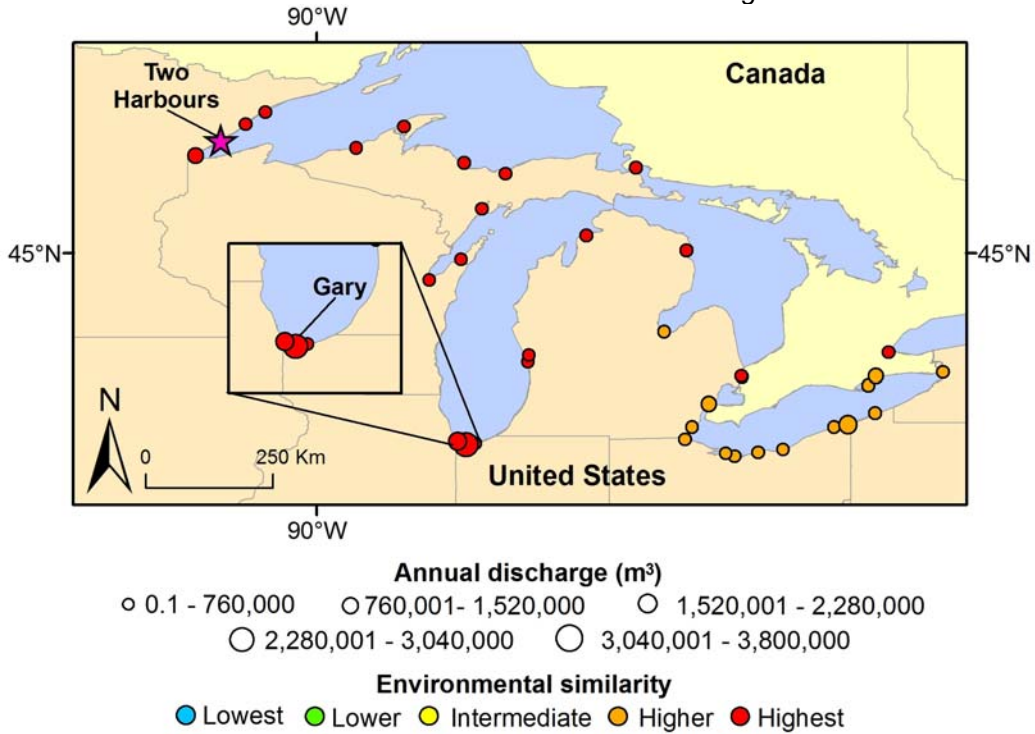 90°W
Two
Harbours
Canada
45°N
45°N
Gary
N
0 250 Km
United States
90°W
Annual discharge (m³)
0.1 - 760,000 760,001- 1,520,000 1,520,001 - 2,280,000
2,280,001 - 3,040,000 3,040,001 - 3,800,000
Environmental similarity
Lowest Lower Intermediate Higher Highest